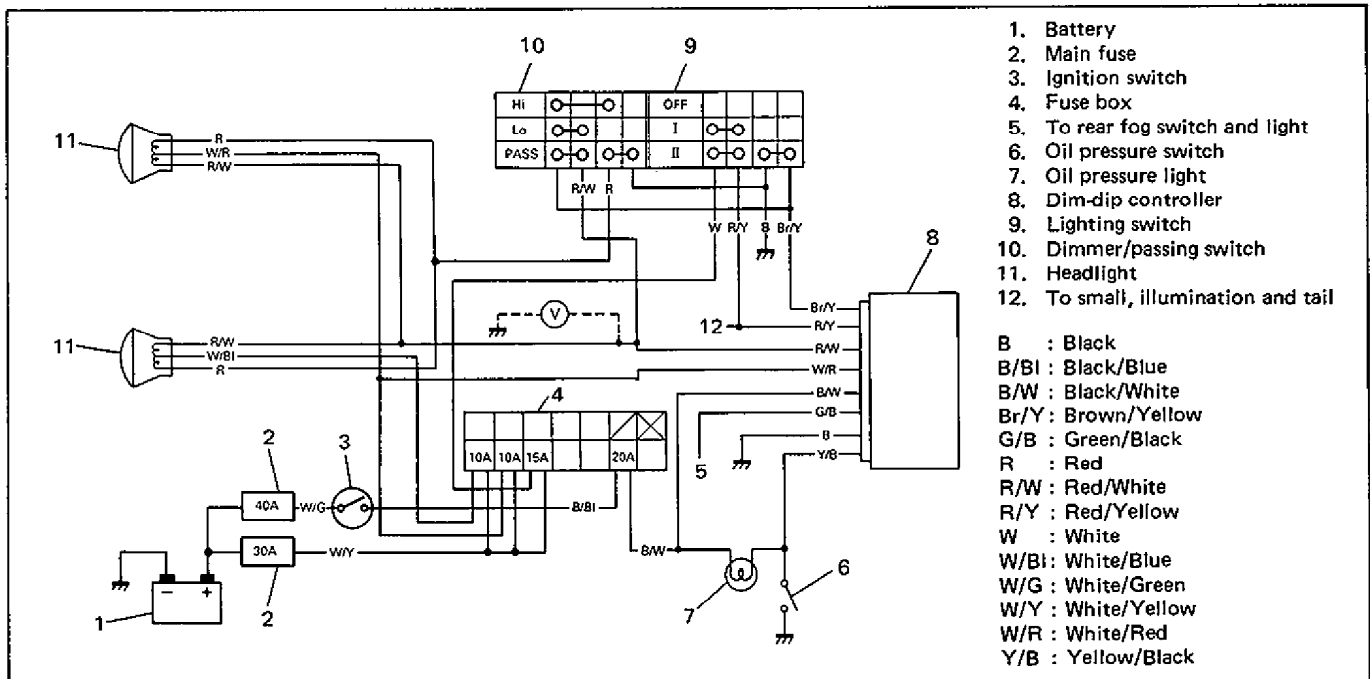 10
9
Hi
OFF
Lo
I
PASS
II
R/W
R
W
R/Y
B
Br/Y
11
R
W/R
R/W
8
Br/Y
12
R/Y
R/W
W/R
B/W
G/B
B
Y/B
V
11
R/W
W/Bl
R
4
10A
10A
15A
20A
5
2
3
40A
W/G
B/Bl
30A
W/Y
B/W
1
2
7
6
1. Battery
2. Main fuse
3. Ignition switch
4. Fuse box
5. To rear fog switch and light
6. Oil pressure switch
7. Oil pressure light
8. Dim-dip controller
9. Lighting switch
10. Dimmer/passing switch
11. Headlight
12. To small, illumination and tail
B : Black
B/Bl : Black/Blue
B/W : Black/White
Br/Y : Brown/Yellow
G/B : Green/Black
R : Red
R/W : Red/White
R/Y : Red/Yellow
W : White
W/Bl : White/Blue
W/G : White/Green
W/Y : White/Yellow
W/R : White/Red
Y/B : Yellow/Black